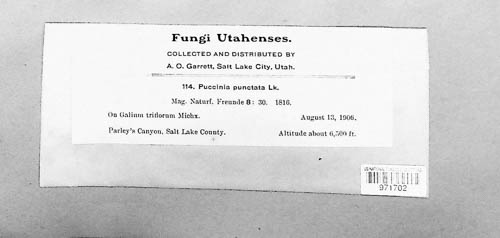 Fungi Utahenses.
COLLECTED AND DISTRIBUTED BY
A. O. Garrett, Salt Lake City, Utah.
114. Puccinia punctata Lk.
Mag. Naturf. Freunde 8: 30. 1816.
On Galium triflorum Michx. August 13, 1906.
Parley's Canyon, Salt Lake County. Altitude about 6,500 ft.
971702